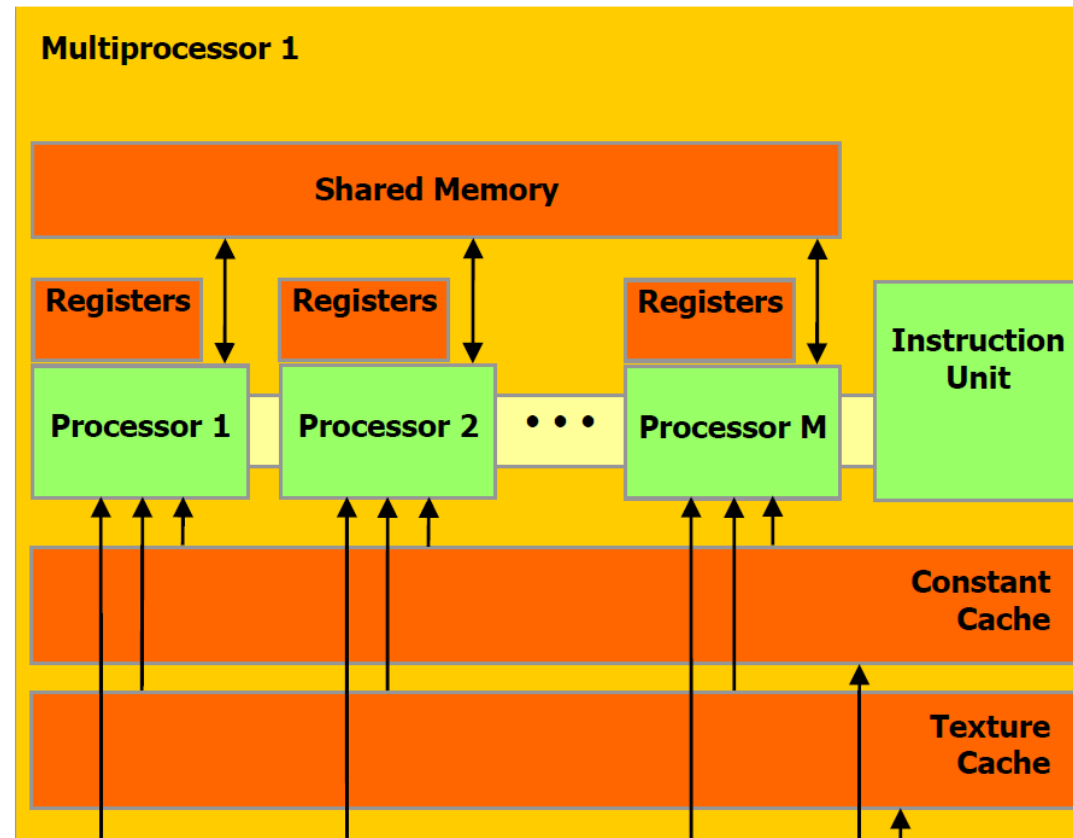 Multiprocessor 1
Shared Memory
Registers
Registers
Registers
Instruction
Unit
Processor 1
Processor 2
• • •
Processor M
Constant
Cache
Texture
Cache